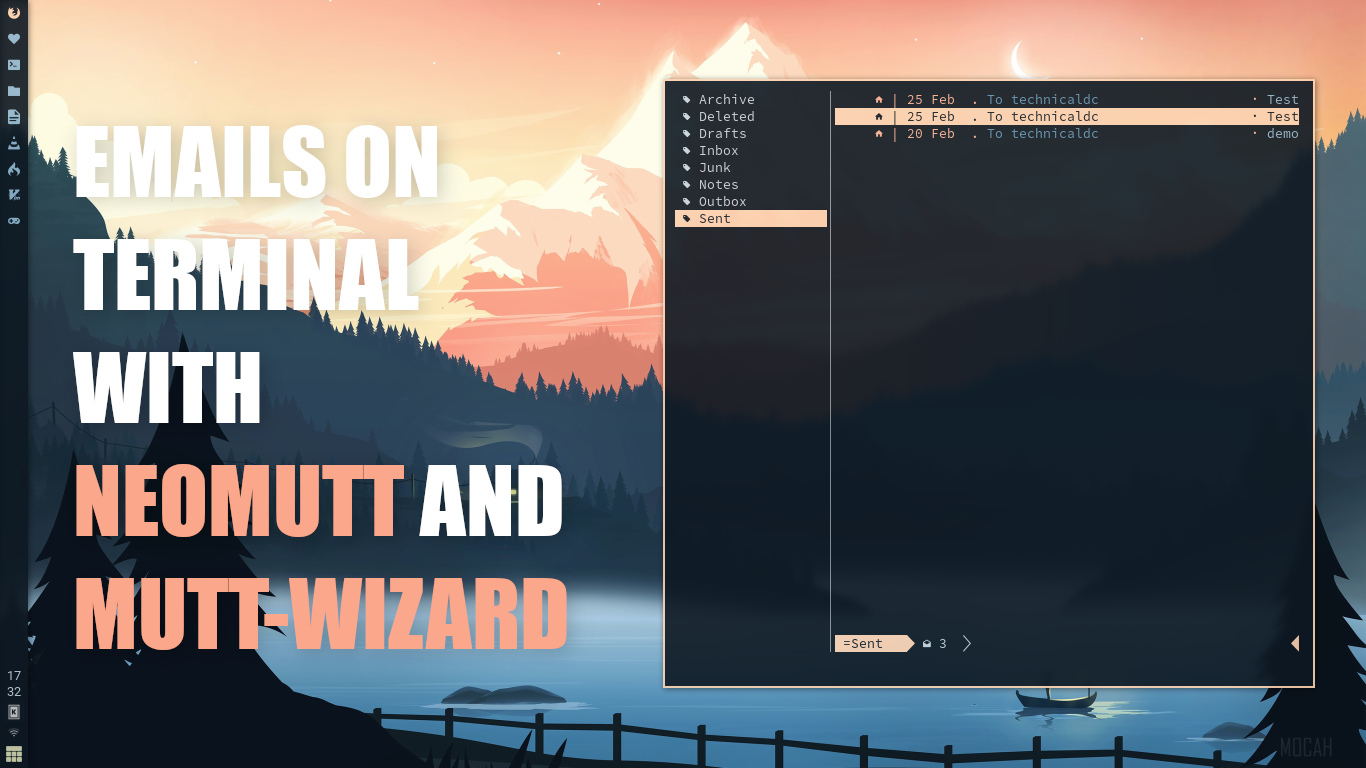 EMAILS ON
TERMINAL
WITH
NEOMUTT AND
MUTT-WIZARD
Archive
Deleted
Drafts
Inbox
Junk
Notes
Outbox
Sent
| 25 Feb . To technicaldc · Test
| 25 Feb . To technicaldc · Test
| 20 Feb . To technicaldc · demo
=Sent 3
17
32
MOCAH